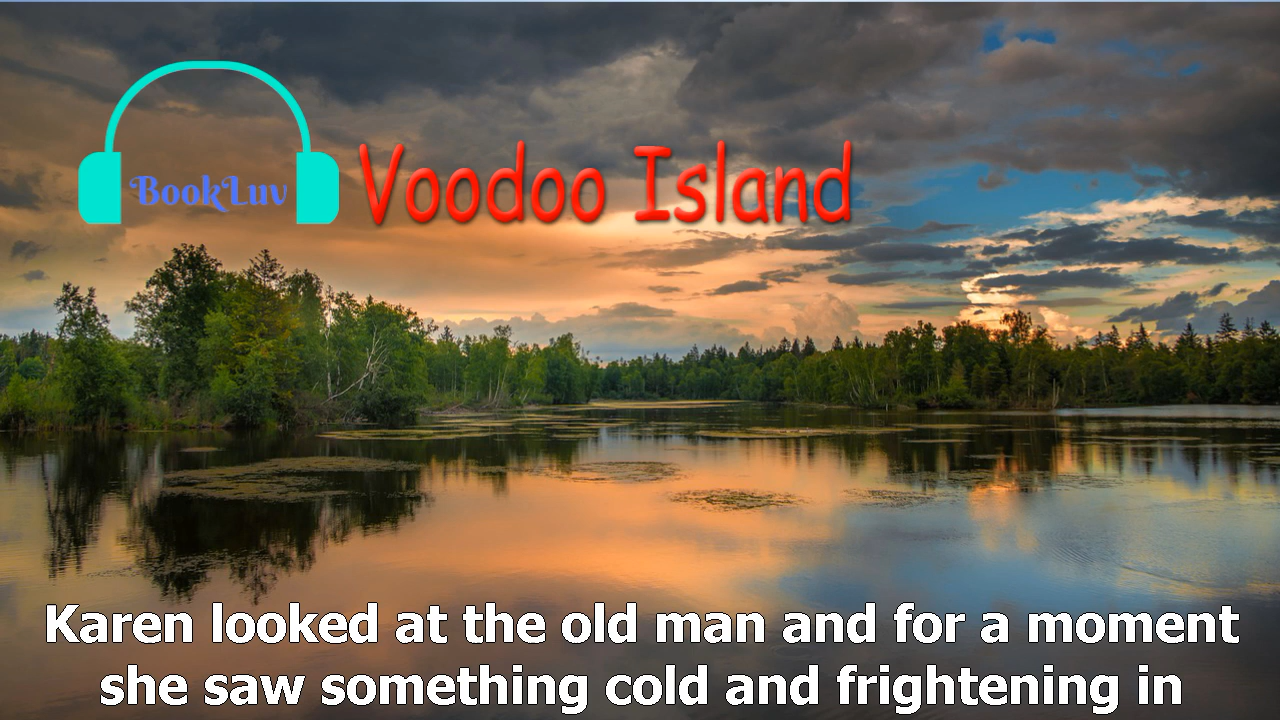 BookLuv
Voodoo Island
Karen looked at the old man and for a moment
she saw something cold and frightening in